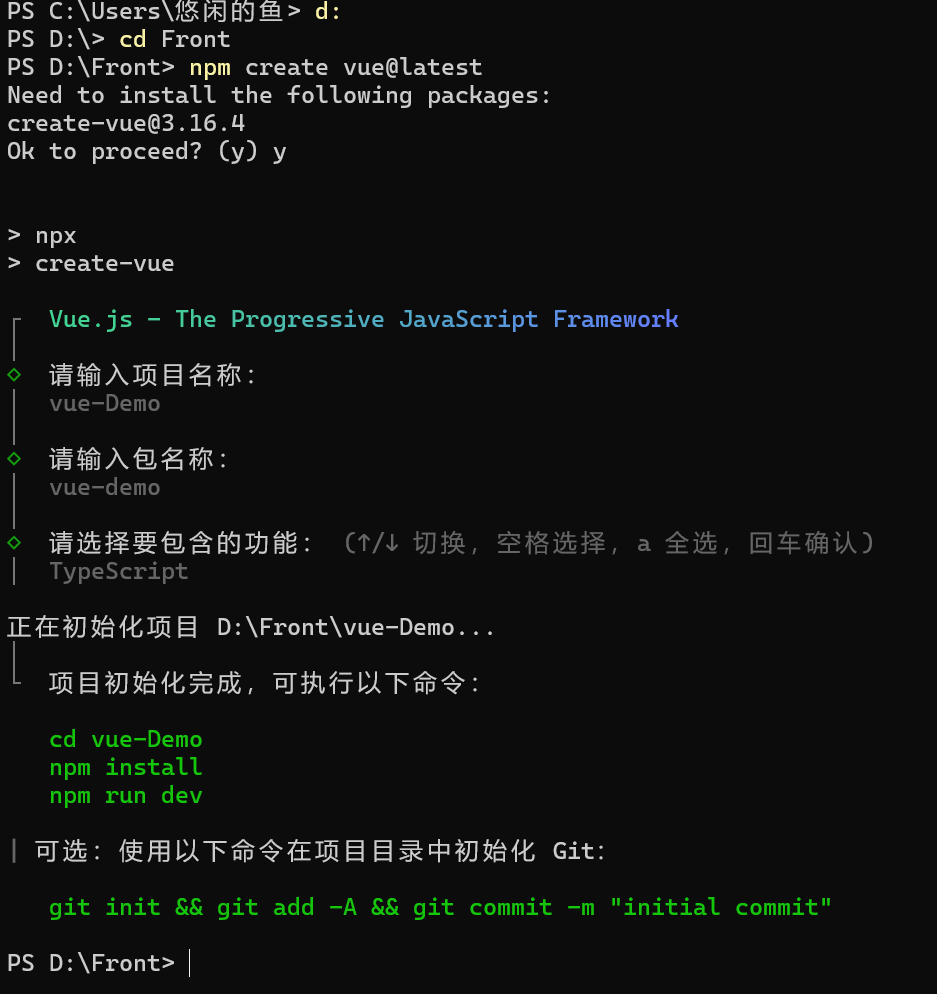 PS C:\Users\悠闲的鱼> d:
PS D:\> cd Front
PS D:\Front> npm create vue@latest
Need to install the following packages:
create-vue@3.16.4
Ok to proceed? (y) y
> npx
> create-vue
Vue.js - The Progressive JavaScript Framework
请输入项目名称：
vue-Demo
请输入包名称：
vue-demo
请选择要包含的功能： (↑/↓ 切换，空格选择，a 全选，回车确认)
TypeScript
正在初始化项目 D:\Front\vue-Demo...
项目初始化完成，可执行以下命令：
cd vue-Demo
npm install
npm run dev
| 可选：使用以下命令在项目目录中初始化 Git：
git init && git add -A && git commit -m "initial commit"
PS D:\Front>